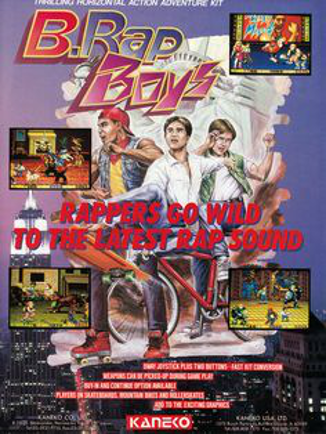 THRILLING HORIZONTAL ACTION ADVENTURE KIT
B.Rap
Boys
RAPPERS GO WILD
TO THE LATEST RAP SOUND
8WAY JOYSTICK PLUS TWO BUTTONS-FAST KIT CONVERSION
WEAPONS CAN BE PICKED-UP DURING GAME PLAY
BUY-IN AND CONTINUE OPTION AVAILABLE
PLAYERS ON SKATEBOARDS, MOUNTAIN BIKES AND ROLLERSKATES
ADD TO THE EXCITING GRAPHICS
KANEKO CO.,
KANEKO
KANEKO USA, LTD.